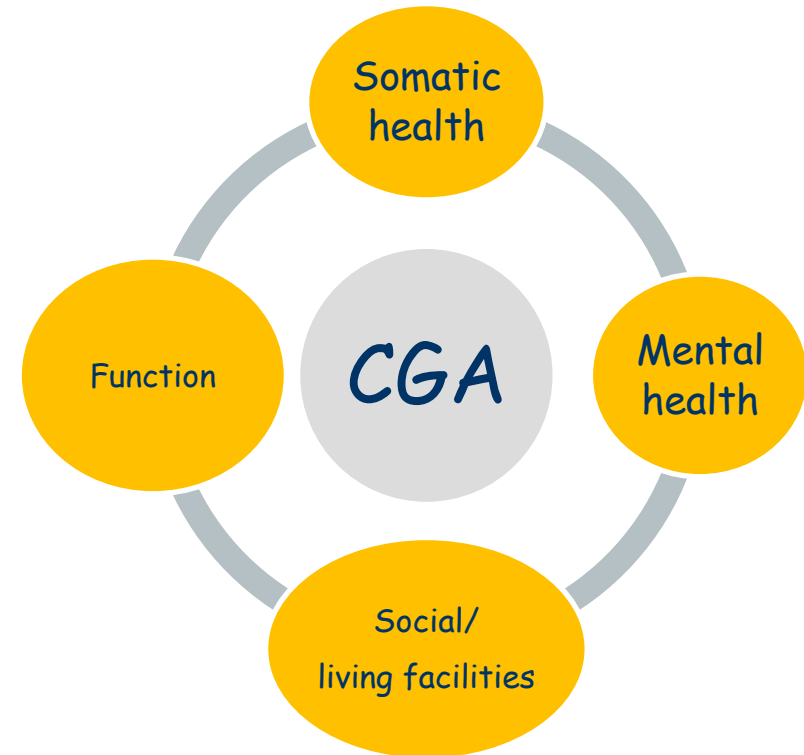 Somatic
health
Mental
health
Function
CGA
Social/
living facilities